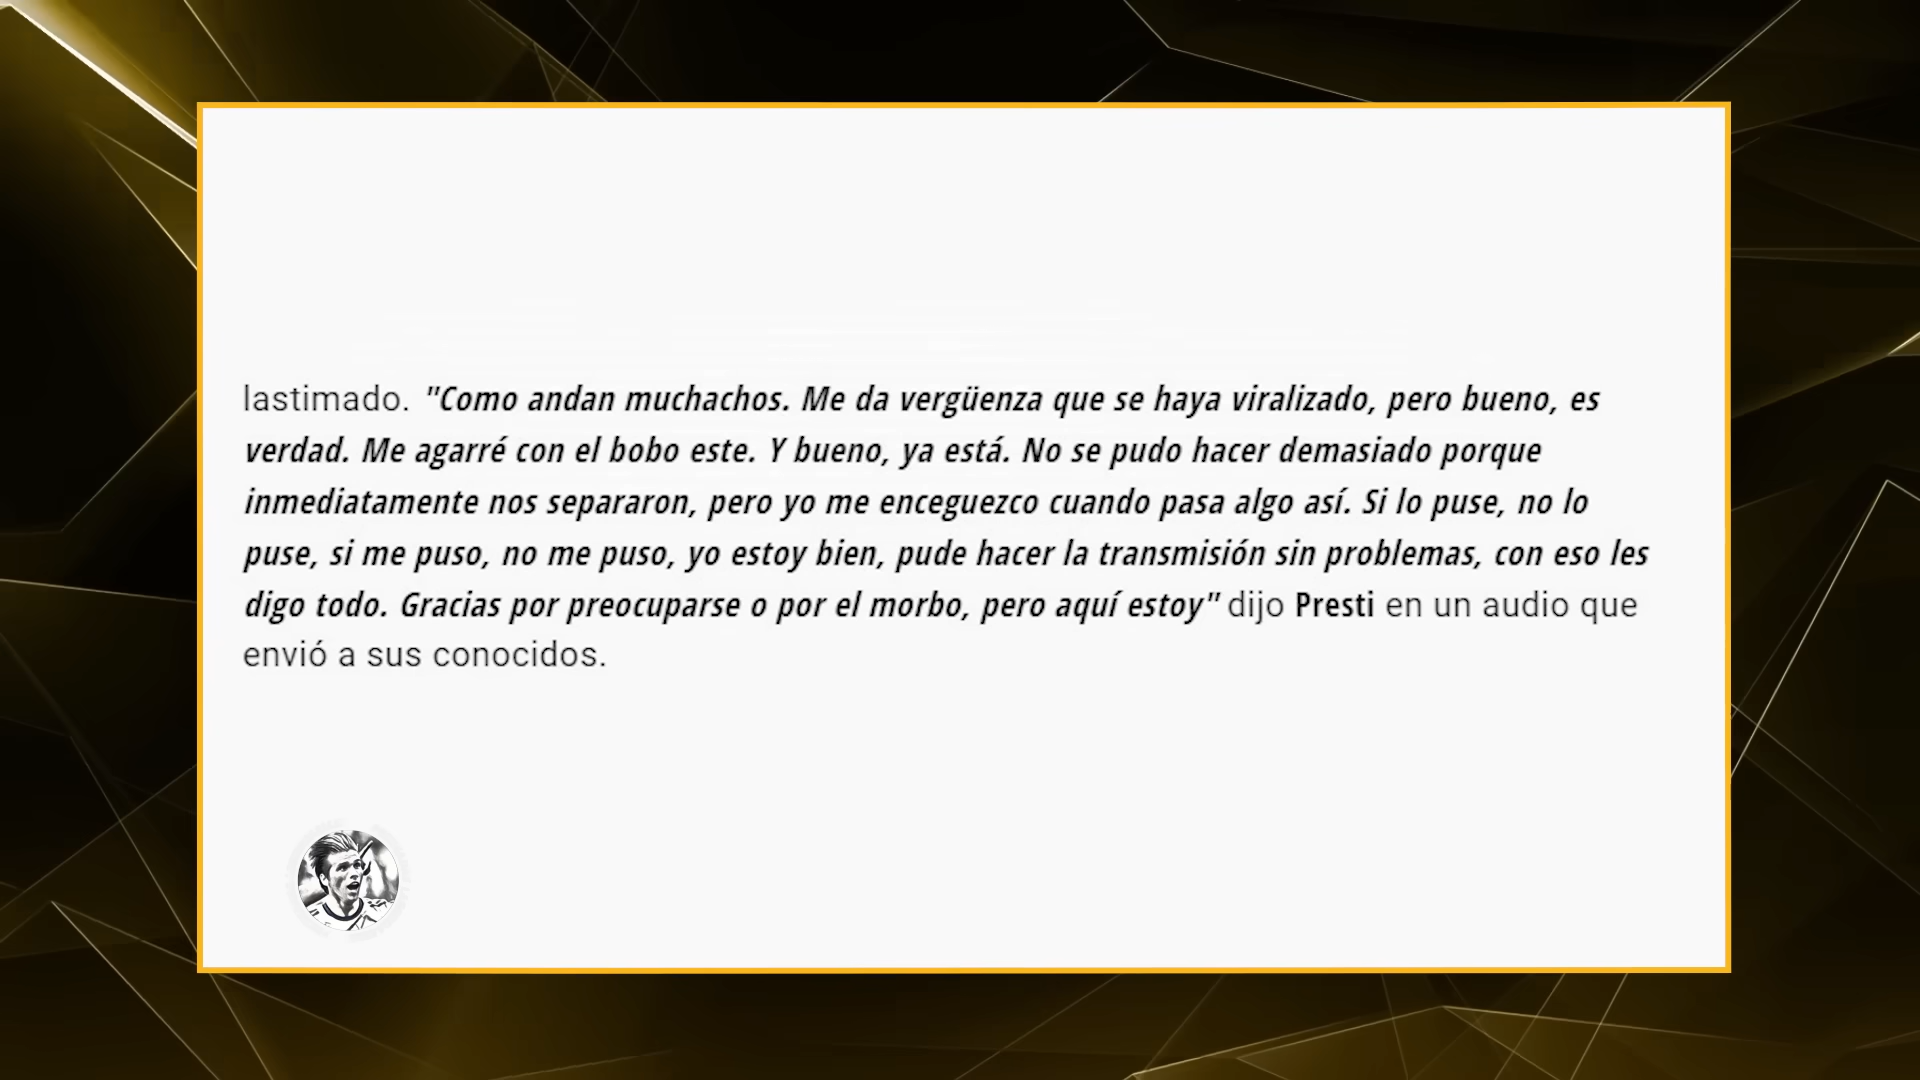 lastimado. "Como andan muchachos. Me da vergüenza que se haya viralizado, pero bueno, es
verdad. Me agarré con el bobo este. Y bueno, ya está. No se pudo hacer demasiado porque
inmediatamente nos separaron, pero yo me enceguezco cuando pasa algo así. Si lo puse, no lo
puse, si me puso, no me puso, yo estoy bien, pude hacer la transmisión sin problemas, con eso les
digo todo. Gracias por preocuparse o por el morbo, pero aquí estoy" dijo Presti en un audio que
envió a sus conocidos.